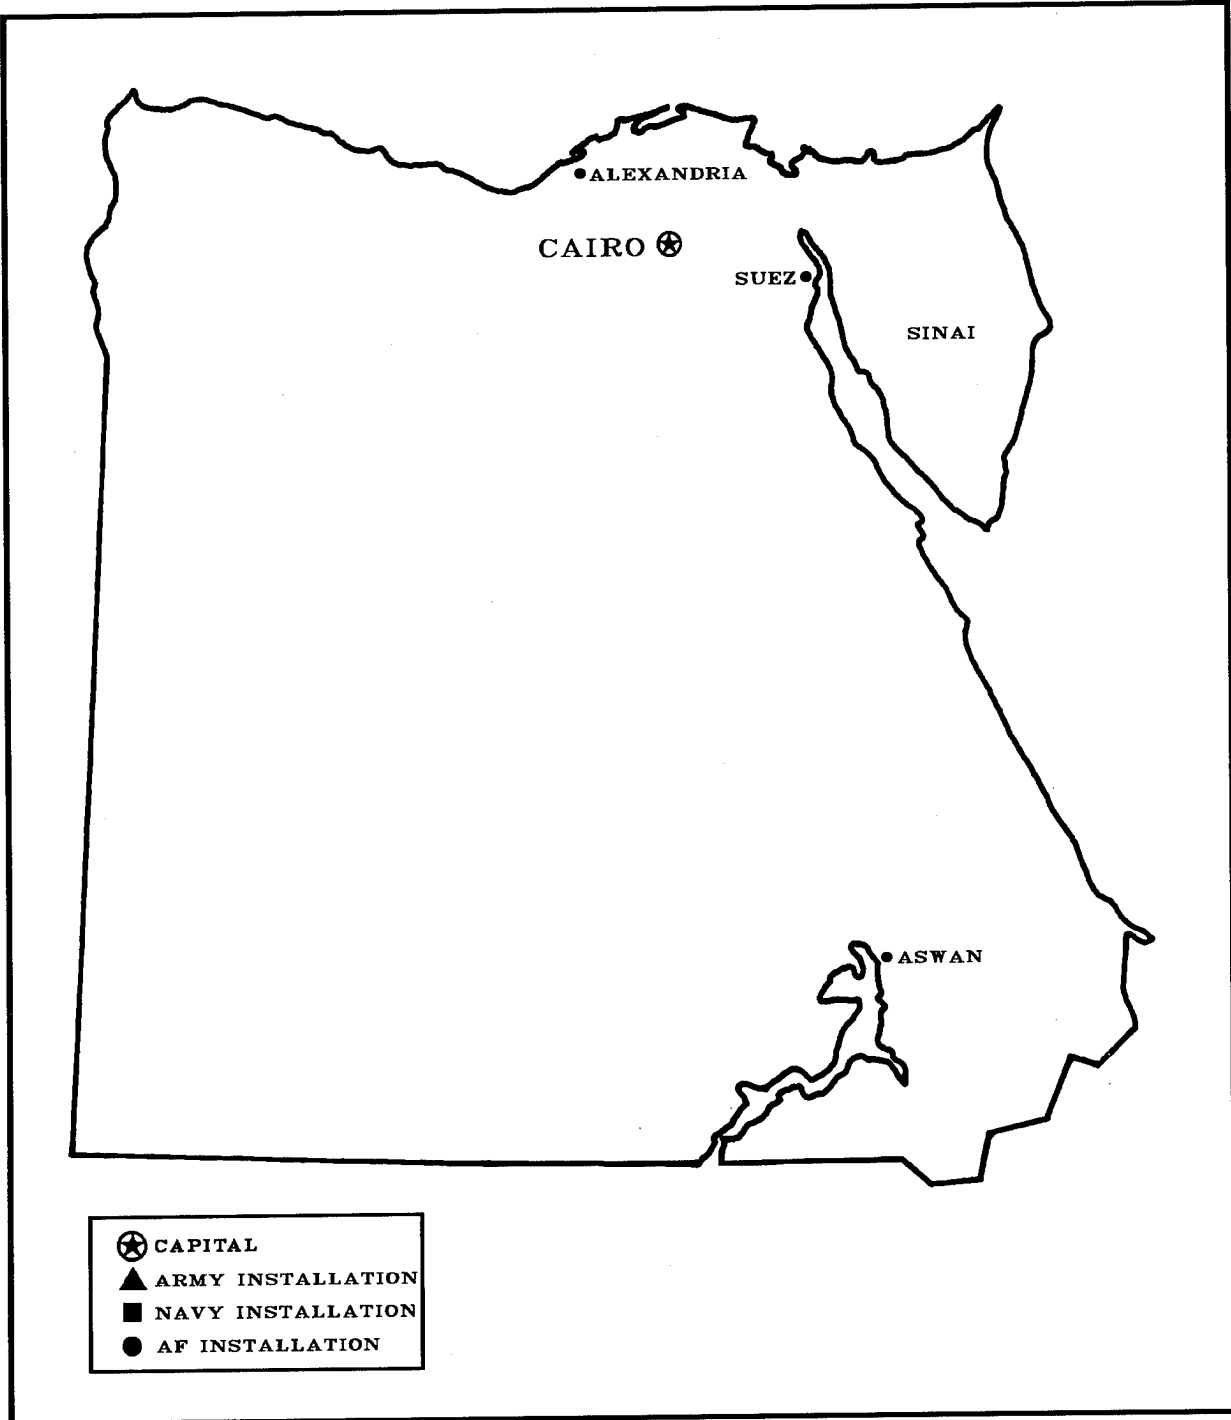 ALEXANDRIA
CAIRO
SUEZ
SINAI
ASWAN
CAPITAL
ARMY INSTALLATION
NAVY INSTALLATION
AF INSTALLATION